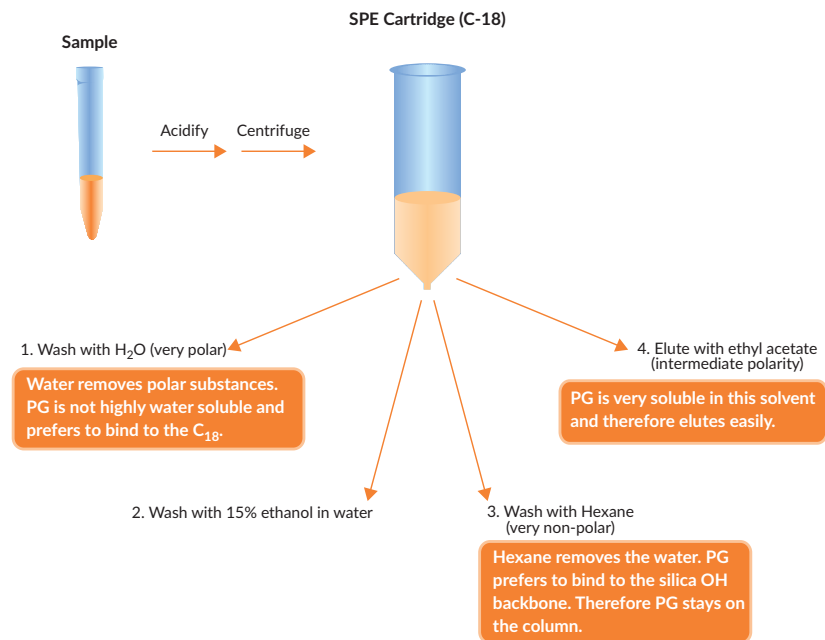 SPE Cartridge (C-18)
Sample
Acidify
Centrifuge
1. Wash with H₂O (very polar)
Water removes polar substances.
PG is not highly water soluble and
prefers to bind to the C₁₈.
2. Wash with 15% ethanol in water
3. Wash with Hexane
(very non-polar)
Hexane removes the water. PG
prefers to bind to the silica OH
backbone. Therefore PG stays on
the column.
4. Elute with ethyl acetate
(intermediate polarity)
PG is very soluble in this solvent
and therefore elutes easily.